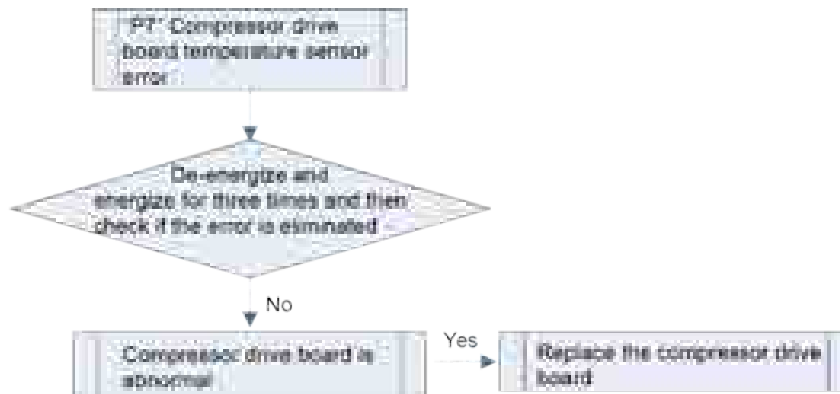 "P7" Compressor drive
board temperature sensor
error
De-energize and
energize for three times and then
check if the error is eliminated
No
Compressor drive board is
abnormal
Yes
Replace the compressor drive
board